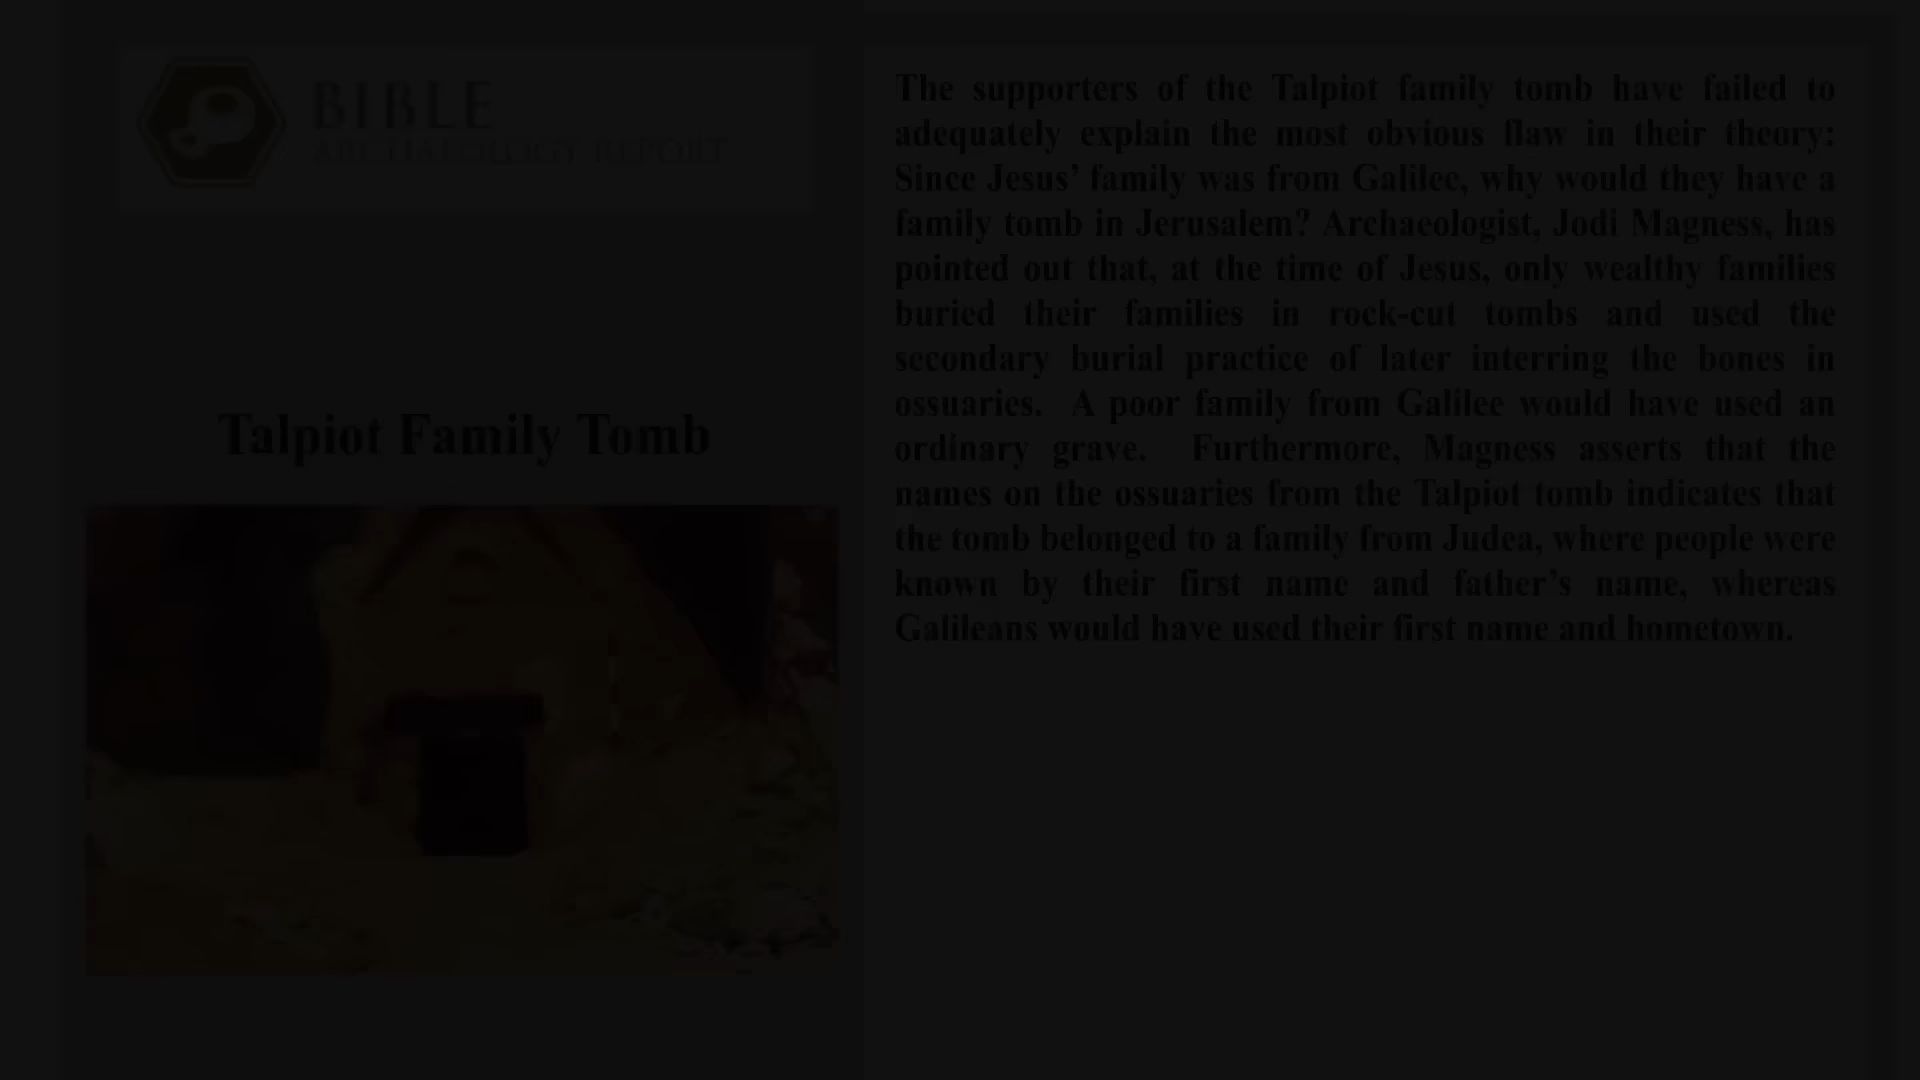 BIBLE
ARCHAEOLOGY REPORT
Talpiot Family Tomb
The supporters of the Talpiot family tomb have failed to
adequately explain the most obvious flaw in their theory:
Since Jesus’ family was from Galilee, why would they have a
family tomb in Jerusalem? Archaeologist, Jodi Magness, has
pointed out that, at the time of Jesus, only wealthy families
buried their families in rock-cut tombs and used the
secondary burial practice of later interring the bones in
ossuaries. A poor family from Galilee would have used an
ordinary grave. Furthermore, Magness asserts that the
names on the ossuaries from the Talpiot tomb indicates that
the tomb belonged to a family from Judea, where people were
known by their first name and father’s name, whereas
Galileans would have used their first name and hometown.